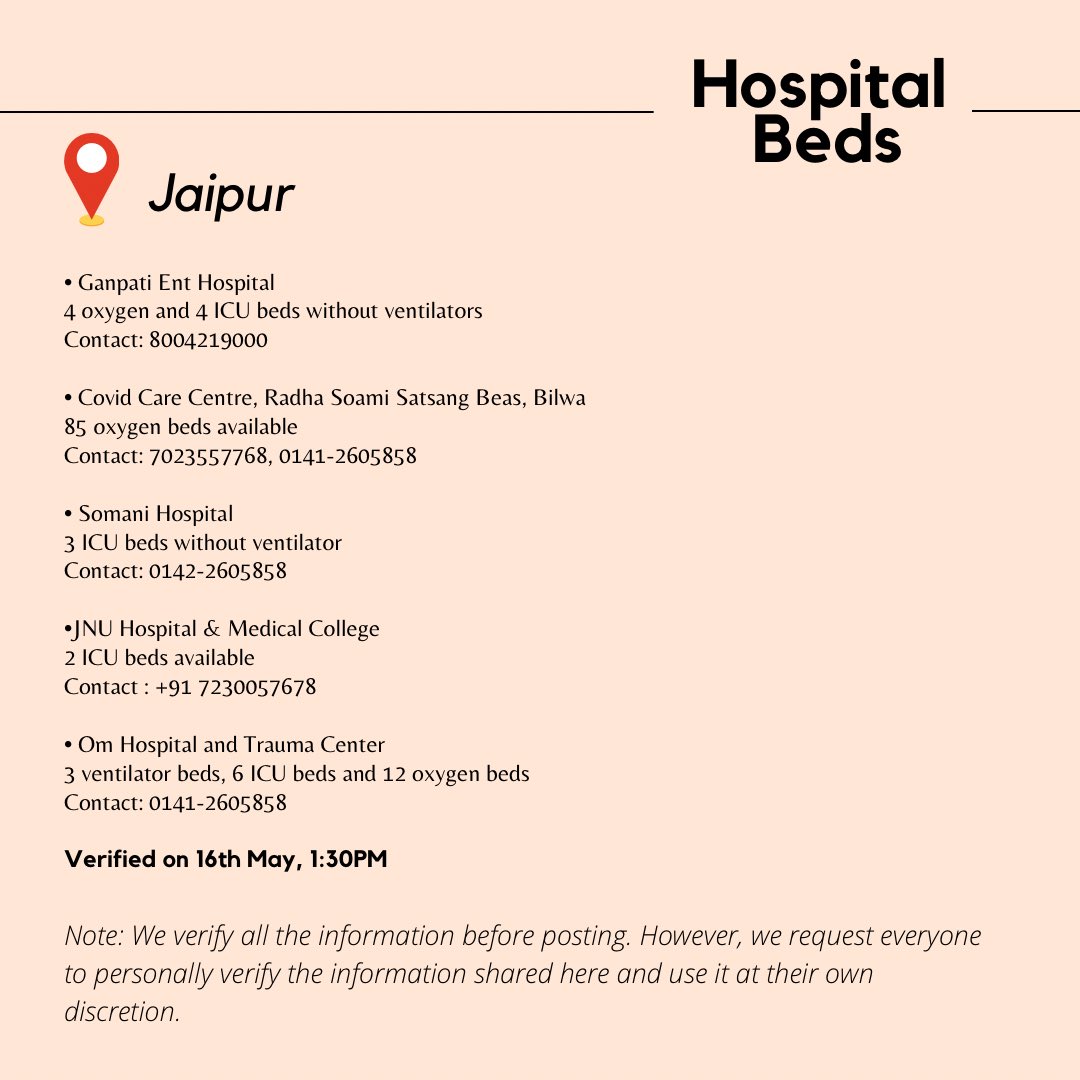 Hospital
Beds
Jaipur
• Ganpati Ent Hospital
4 oxygen and 4 ICU beds without ventilators
Contact: 8004219000
• Covid Care Centre, Radha Soami Satsang Beas, Bilwa
85 oxygen beds available
Contact: 7023557768, 0141-2605858
• Somani Hospital
3 ICU beds without ventilator
Contact: 0142-2605858
•JNU Hospital & Medical College
2 ICU beds available
Contact : +91 7230057678
• Om Hospital and Trauma Center
3 ventilator beds, 6 ICU beds and 12 oxygen beds
Contact: 0141-2605858
Verified on 16th May, 1:30PM
Note: We verify all the information before posting. However, we request everyone
to personally verify the information shared here and use it at their own
discretion.